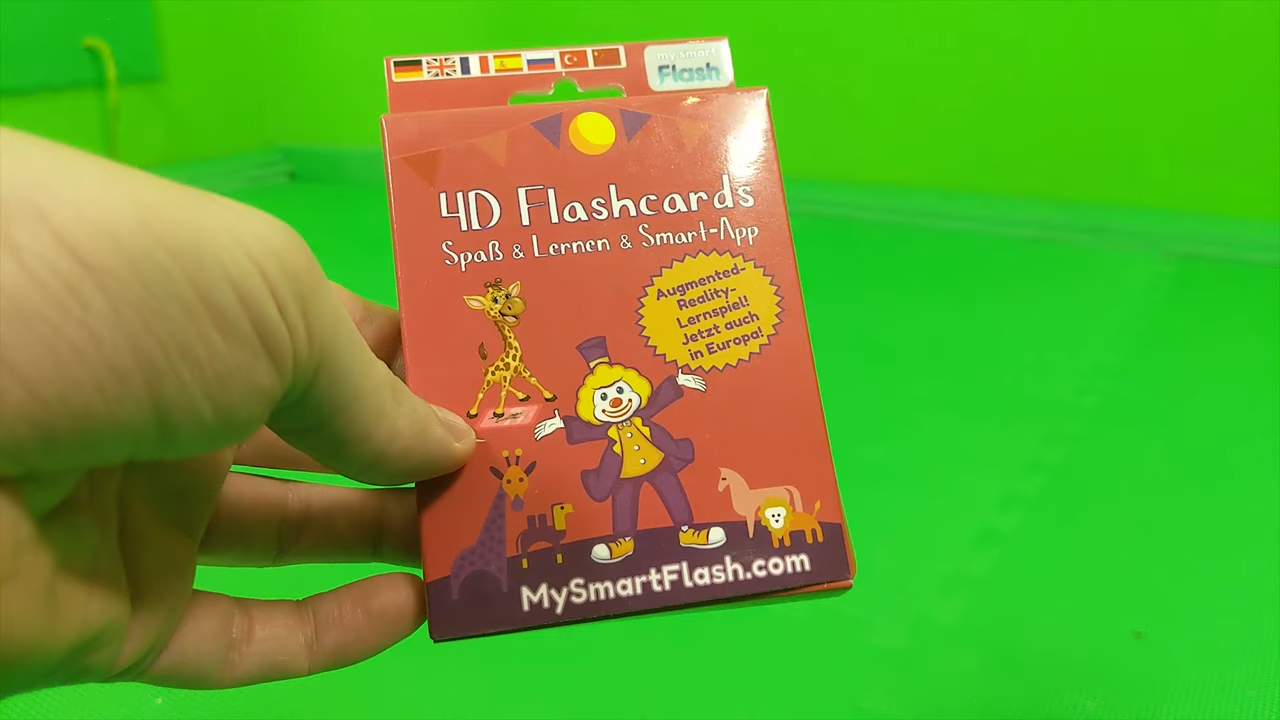 my smart
Flash
4D Flashcards
Spaß & Lernen & Smart-App
Augmented-
Reality-
Lernspiel!
Jetzt auch
in Europa!
MySmartFlash.com